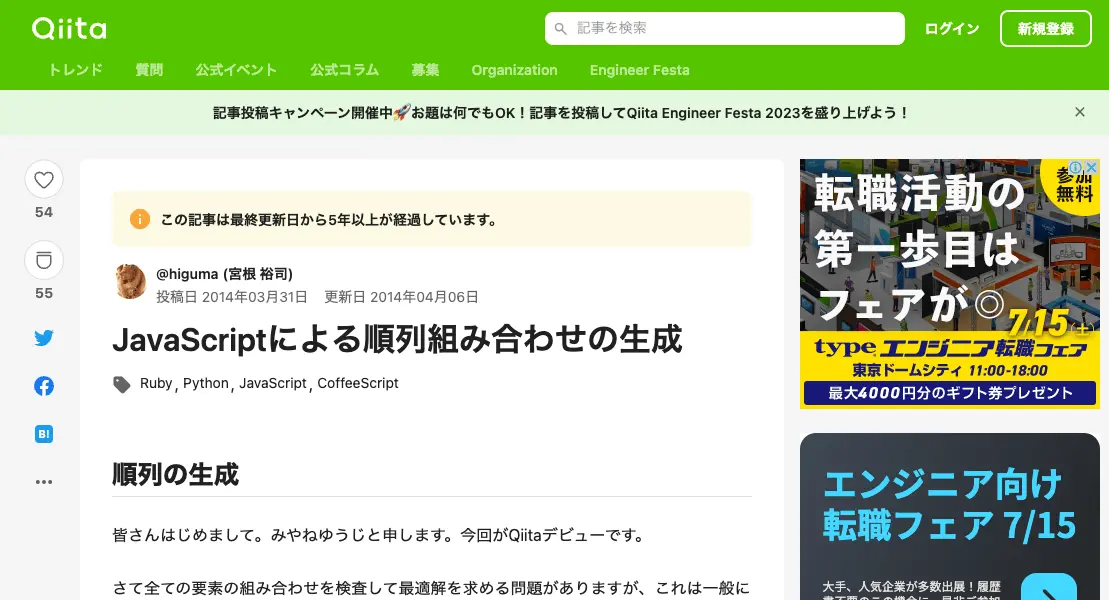 Qiita
記事を検索
ログイン
新規登録
トレンド 質問 公式イベント 公式コラム 募集 Organization Engineer Festa
記事投稿キャンペーン開催中🚀お題は何でもOK！記事を投稿してQiita Engineer Festa 2023を盛り上げよう！
54
55
B!
この記事は最終更新日から5年以上が経過しています。
@higuma (宮根 裕司)
投稿日 2014年03月31日 更新日 2014年04月06日
JavaScriptによる順列組み合わせの生成
Ruby, Python, JavaScript, CoffeeScript
順列の生成
皆さんはじめまして。みやねゆうじと申します。今回がQiitaデビューです。
さて全ての要素の組み合わせを検査して最適解を求める問題がありますが、これは一般に
参加
無料
転職活動の
第一歩目は
フェアが◎
7/15(土)
type エンジニア転職フェア
東京ドームシティ 11:00-18:00
最大4000円分のギフト券プレゼント
エンジニア向け
転職フェア 7/15
大手、人気企業が多数出展！履歴